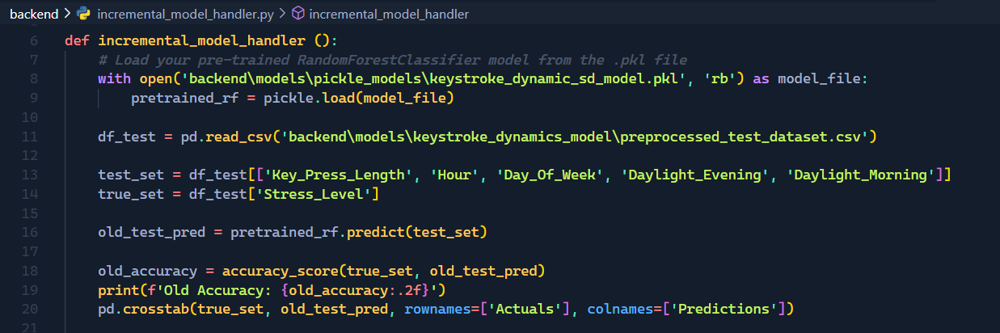 backend > incremental_model_handler.py > incremental_model_handler
6 def incremental_model_handler ():
7     # Load your pre-trained RandomForestClassifier model from the .pkl file
8     with open('backend\models\pickle_models\keystroke_dynamic_sd_model.pkl', 'rb') as model_file:
9         pretrained_rf = pickle.load(model_file)
10
11     df_test = pd.read_csv('backend\models\keystroke_dynamics_model\preprocessed_test_dataset.csv')
12
13     test_set = df_test[['Key_Press_Length', 'Hour', 'Day_Of_Week', 'Daylight_Evening', 'Daylight_Morning']]
14     true_set = df_test['Stress_Level']
15
16     old_test_pred = pretrained_rf.predict(test_set)
17
18     old_accuracy = accuracy_score(true_set, old_test_pred)
19     print(f'Old Accuracy: {old_accuracy:.2f}')
20     pd.crosstab(true_set, old_test_pred, rownames=['Actuals'], colnames=['Predictions'])
21